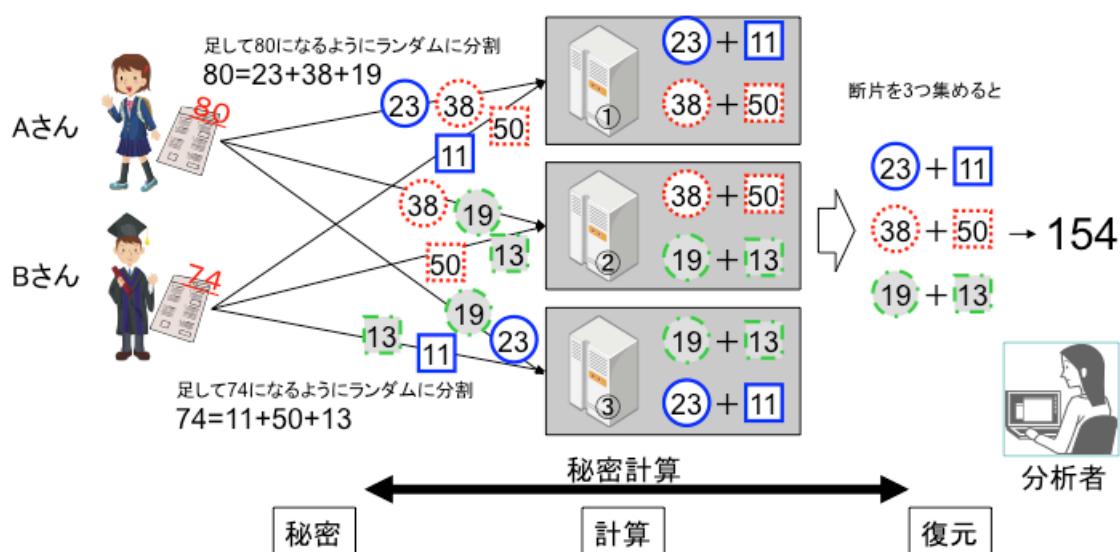 足して80になるようにランダムに分割
80=23+38+19
Aさん
80
23
38
50
11
38
19
50
13
Bさん
74
19
23
13
11
足して74になるようにランダムに分割
74=11+50+13
23+11
38+50
①
38+50
19+13
②
19+13
23+11
③
断片を3つ集めると
23+11
38+50→154
19+13
分析者
秘密計算
秘密
計算
復元